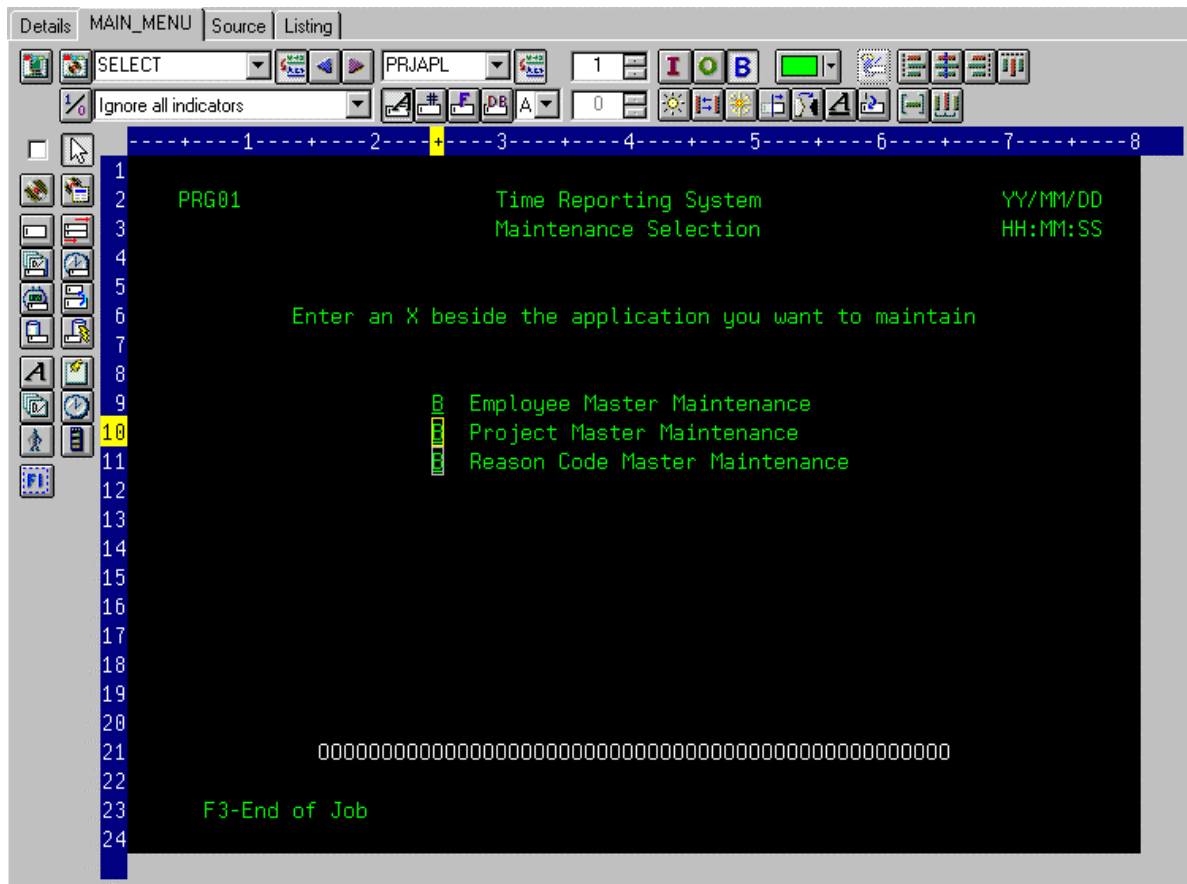 Details MAIN_MENU Source Listing
SELECT PRJAPL 1 I O B
1/0 Ignore all indicators A # F DB A 0 A
----+----1----+----2----+----3----+----4----+----5----+----6----+----7----+----8
1
2 PRG01 Time Reporting System YY/MM/DD
3 Maintenance Selection HH:MM:SS
4
5
6 Enter an X beside the application you want to maintain
7
8
9 B Employee Master Maintenance
10 B Project Master Maintenance
11 B Reason Code Master Maintenance
12
13
14
15
16
17
18
19
20
21 OOOOOOOOOOOOOOOOOOOOOOOOOOOOOOOOOOOOOOOOOOOOOOOOOO
22
23 F3-End of Job
24
A
F1